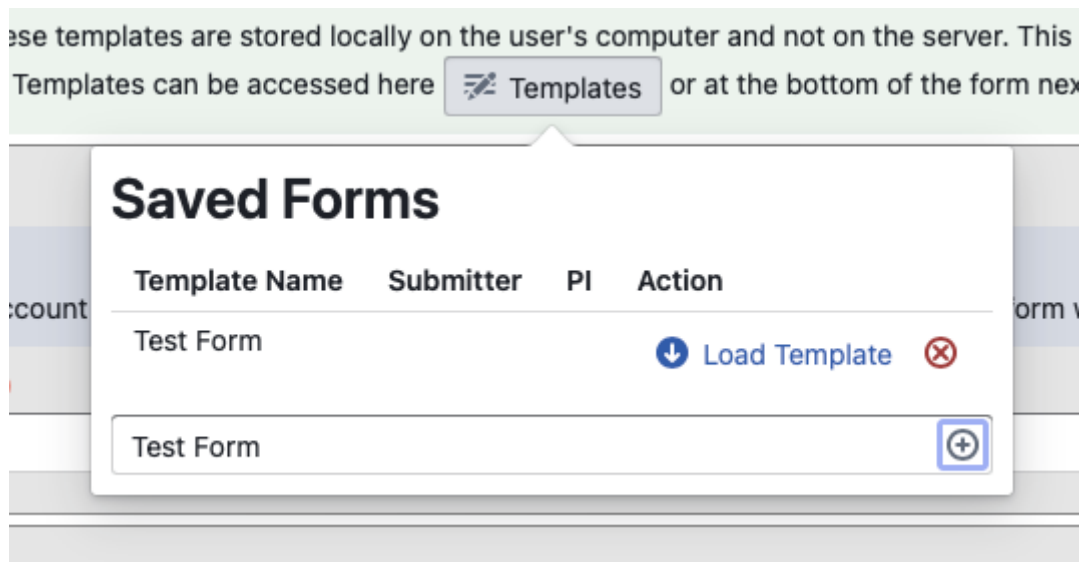 ese templates are stored locally on the user's computer and not on the server. This
Templates can be accessed here Templates or at the bottom of the form nex
Saved Forms
Template Name Submitter PI Action
ccount
orm w
Test Form Load Template
Test Form